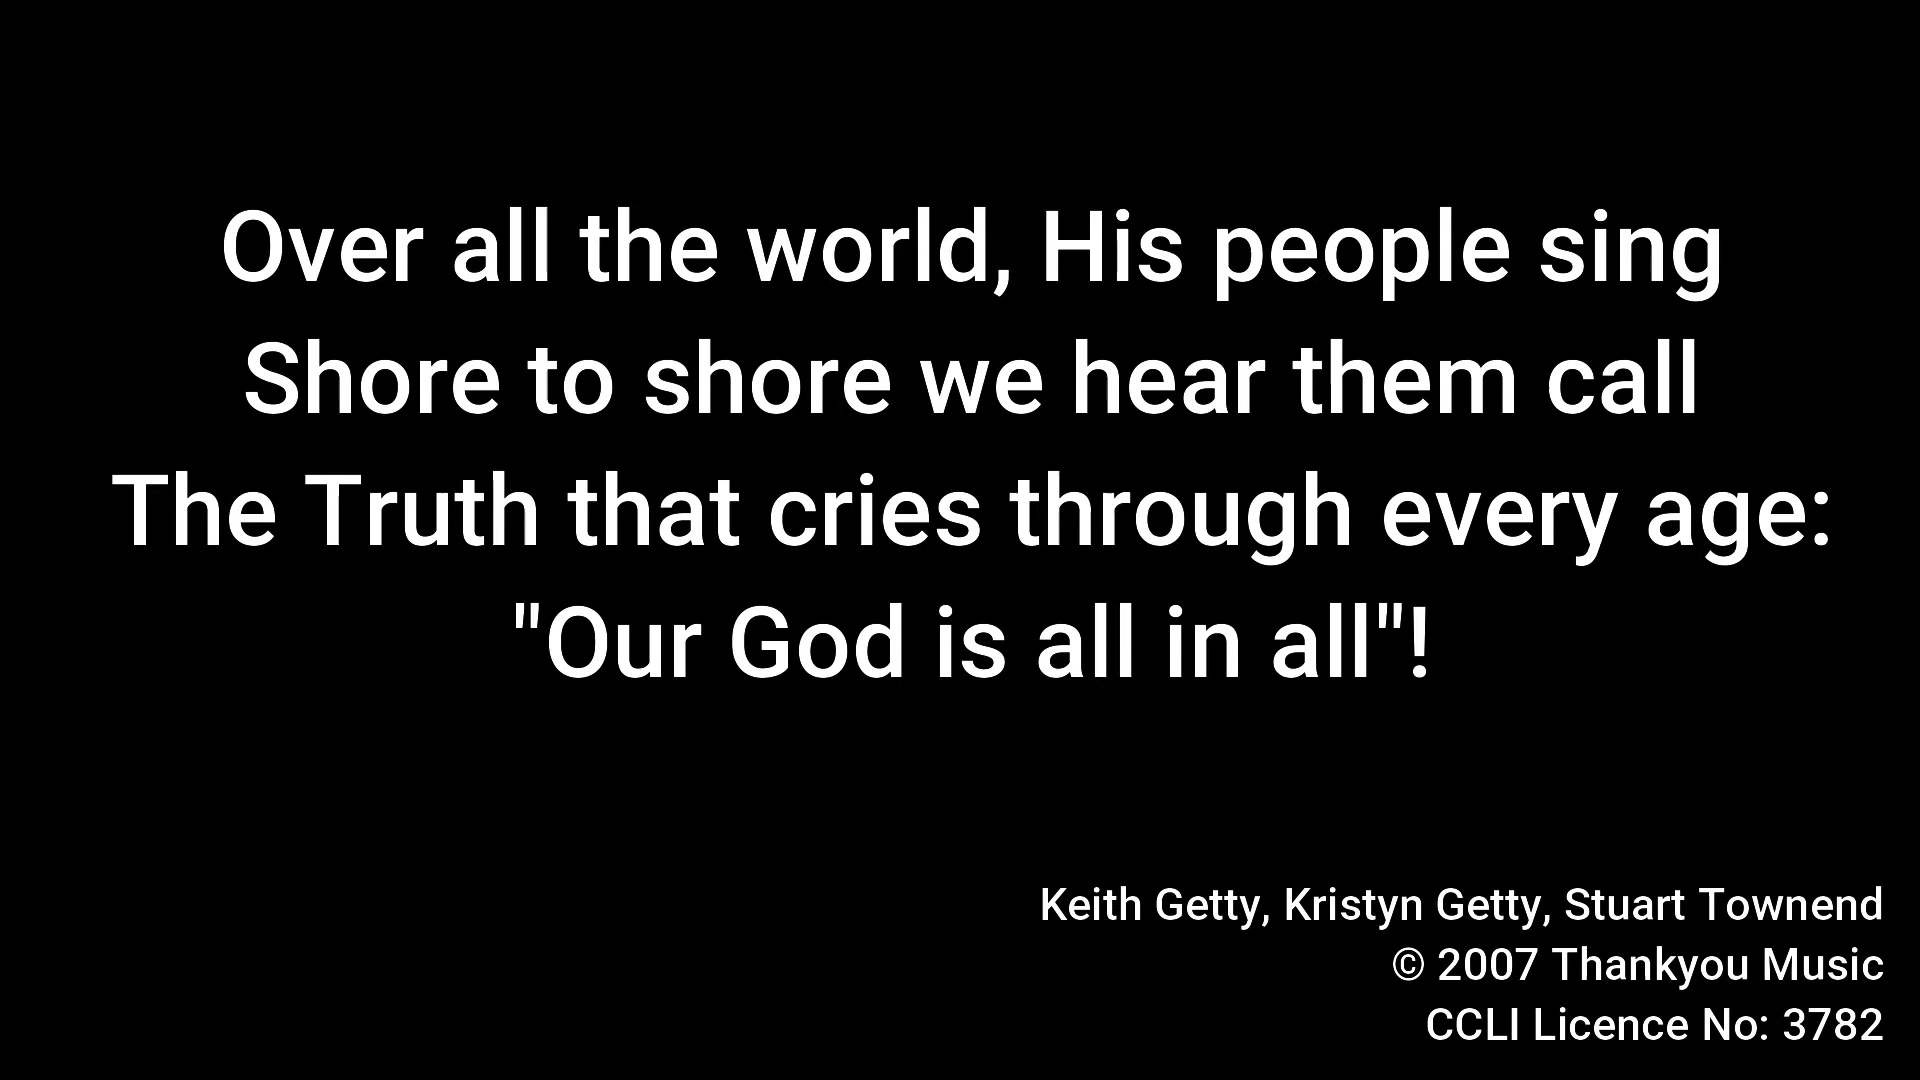 Over all the world, His people sing
Shore to shore we hear them call
The Truth that cries through every age:
"Our God is all in all"!
Keith Getty, Kristyn Getty, Stuart Townend
© 2007 Thankyou Music
CCLI Licence No: 3782